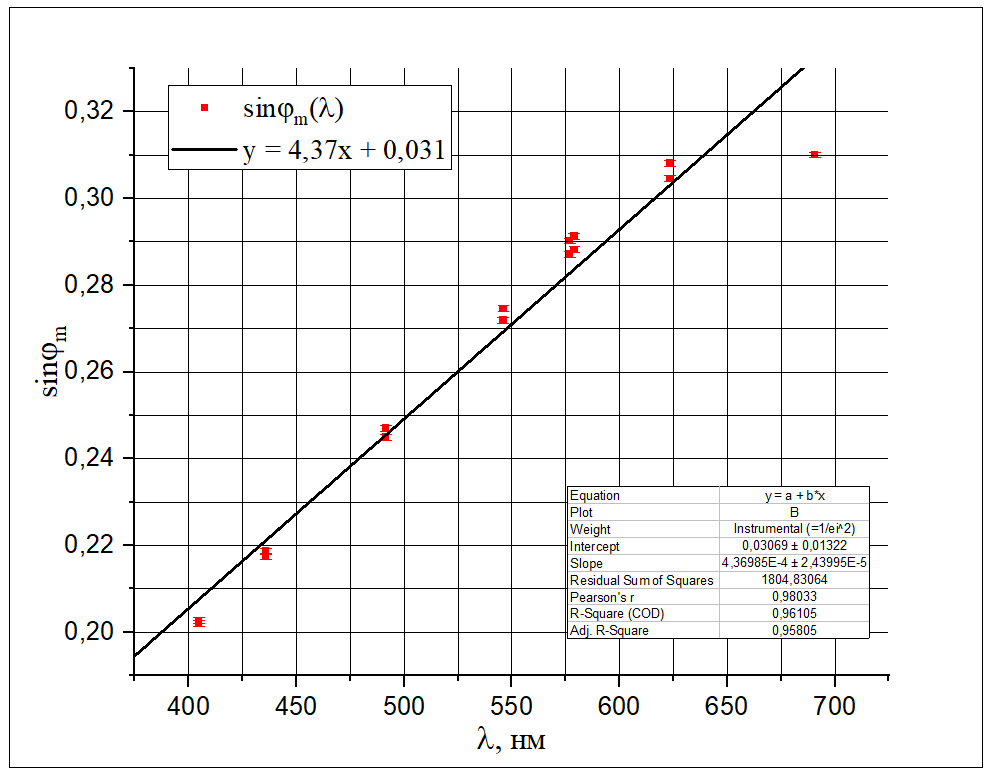 sinφm(λ)
y = 4,37x + 0,031
0,32
0,30
0,28
0,26
0,24
0,22
0,20
sinφm
400 450 500 550 600 650 700
λ, нм
Equation y = a + b*x
Plot B
Weight Instrumental (=1/ei^2)
Intercept 0,03069 ± 0,01322
Slope 4,36985E-4 ± 2,43995E-5
Residual Sum of Squares 1804,83064
Pearson's r 0,98033
R-Square (COD) 0,96105
Adj. R-Square 0,95805